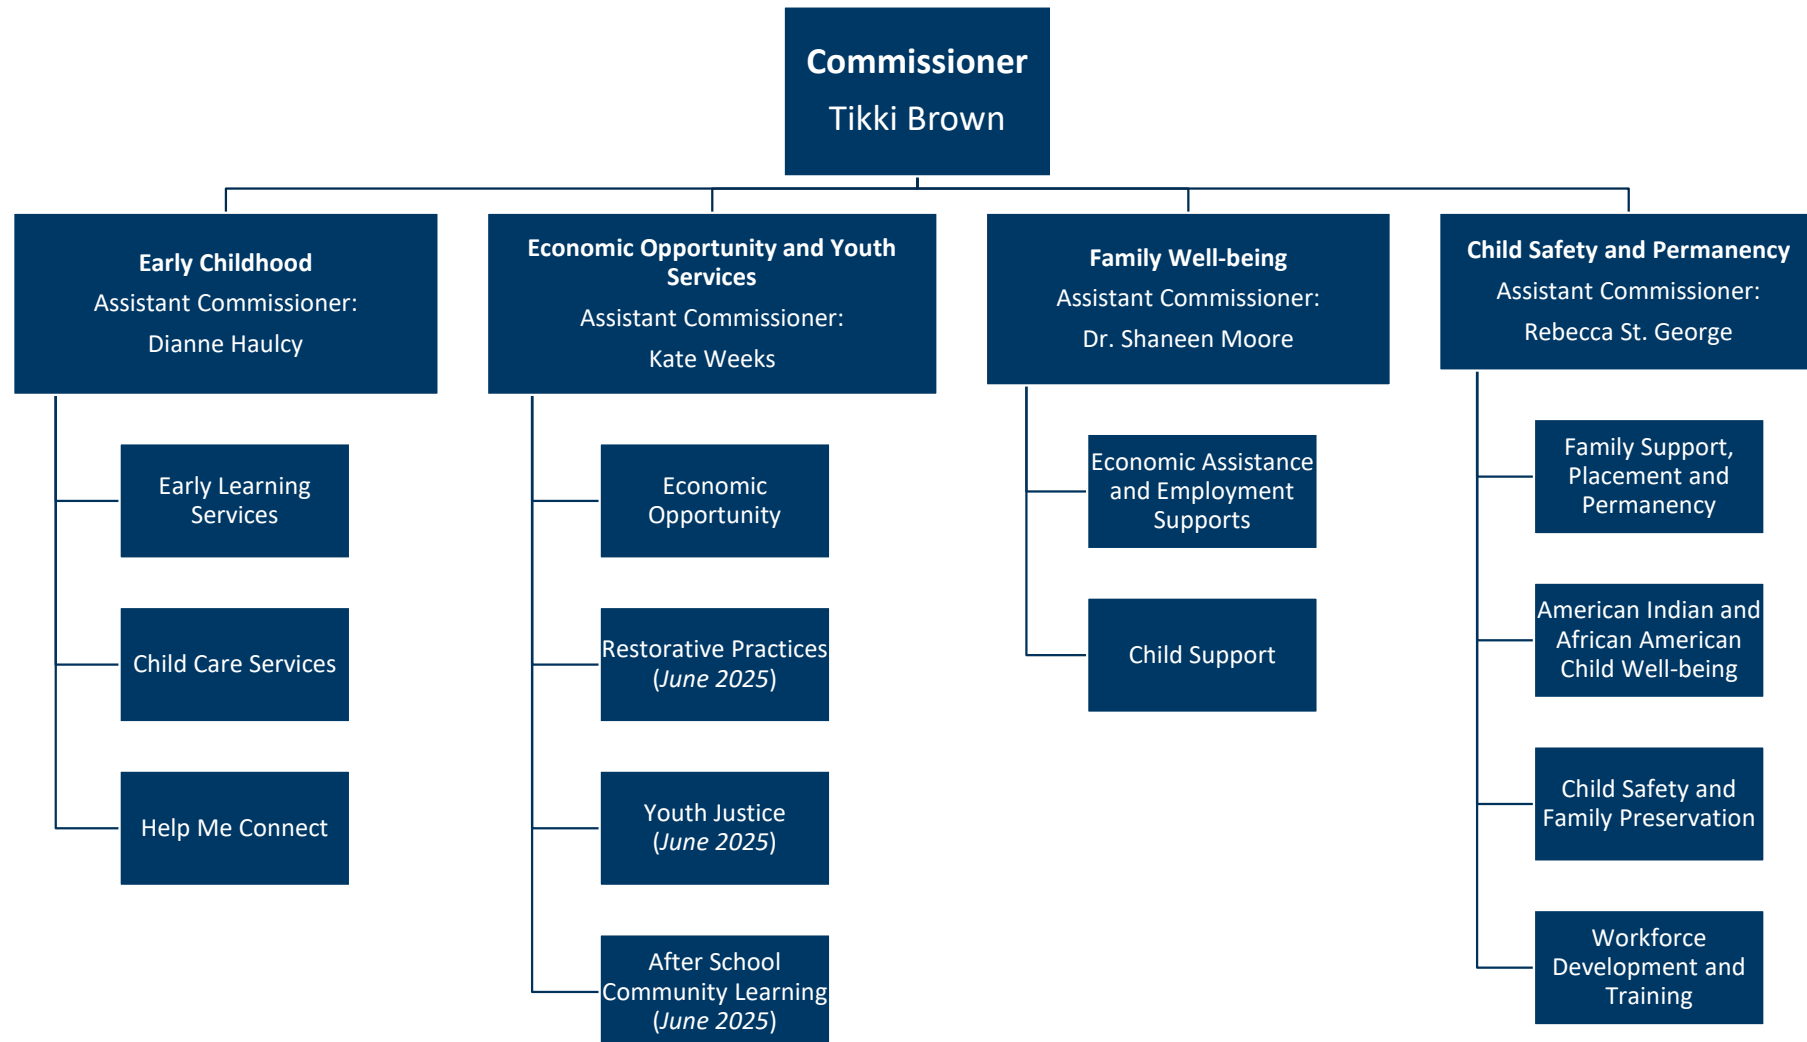 Commissioner
Tikki Brown
Early Childhood
Assistant Commissioner:
Dianne Haulcy
Early Learning
Services
Child Care Services
Help Me Connect
Economic Opportunity and Youth
Services
Assistant Commissioner:
Kate Weeks
Economic
Opportunity
Restorative Practices
(June 2025)
Youth Justice
(June 2025)
After School
Community Learning
(June 2025)
Family Well-being
Assistant Commissioner:
Dr. Shaneen Moore
Economic Assistance
and Employment
Supports
Child Support
Child Safety and Permanency
Assistant Commissioner:
Rebecca St. George
Family Support,
Placement and
Permanency
American Indian and
African American
Child Well-being
Child Safety and
Family Preservation
Workforce
Development and
Training